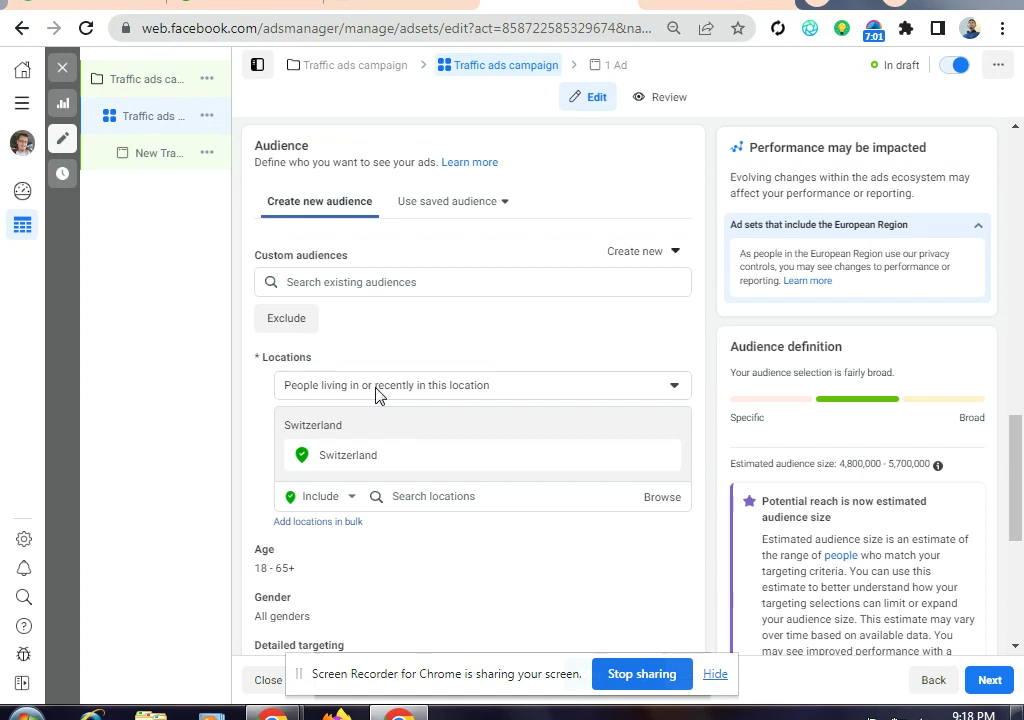 web.facebook.com/adsmanager/manage/adsets/edit?act=858722585329674&na...
7:01
Traffic ads ca...
Traffic ads ...
New Tra...
Traffic ads campaign
Traffic ads campaign
1 Ad
In draft
Edit
Review
Audience
Define who you want to see your ads. Learn more
Create new audience
Use saved audience
Custom audiences
Create new
Search existing audiences
Exclude
* Locations
People living in or recently in this location
Switzerland
Switzerland
Include
Search locations
Browse
Add locations in bulk
Age
18 - 65+
Gender
All genders
Detailed targeting
Close
Performance may be impacted
Evolving changes within the ads ecosystem may
affect your performance or reporting.
Ad sets that include the European Region
As people in the European Region use our privacy
controls, you may see changes to performance or
reporting. Learn more
Audience definition
Your audience selection is fairly broad.
Specific
Broad
Estimated audience size: 4,800,000 - 5,700,000
Potential reach is now estimated
audience size
Estimated audience size is an estimate of
the range of people who match your
targeting criteria. You can use this
estimate to better understand how your
targeting selections can limit or expand
your audience size. This estimate may vary
over time based on available data. You
may see improved performance with a
Screen Recorder for Chrome is sharing your screen.
Stop sharing
Hide
Back
Next
9:18 PM